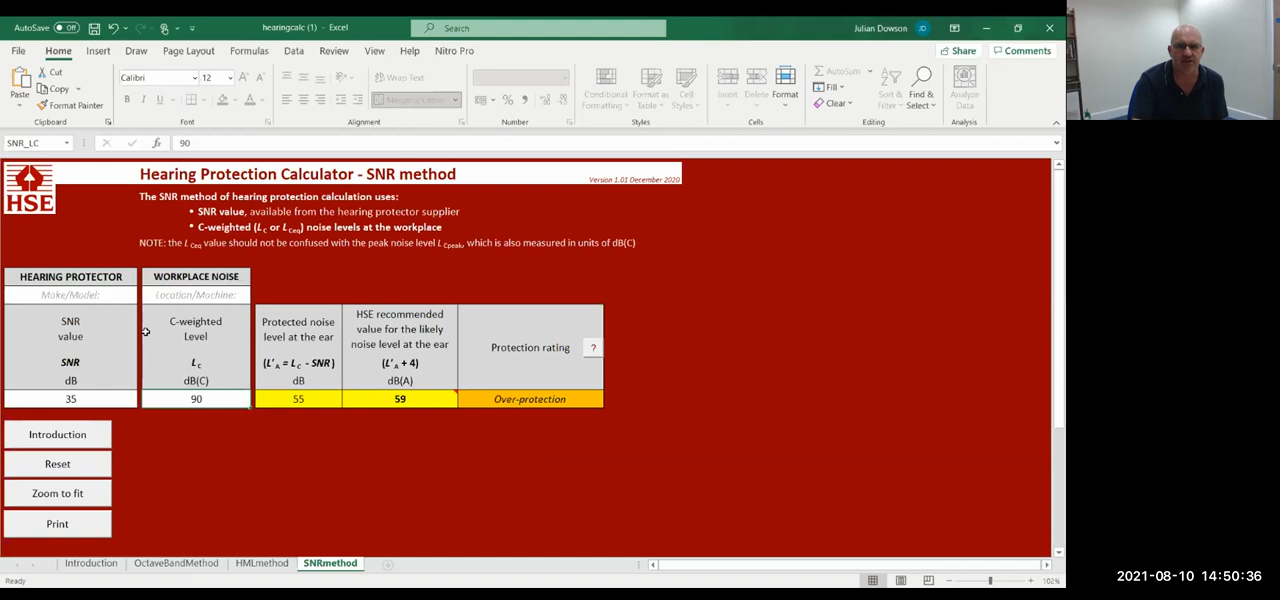 AutoSave Off hearingcalc (1) - Excel Search Julian Dowson JD
File Home Insert Draw Page Layout Formulas Data Review View Help Nitro Pro Share Comments
Paste Cut Copy Format Painter Clipboard
Calibri 12 A A B I U A Font
Wrap Text Merge & Center Alignment
% Number
Conditional Formatting Format as Table Cell Styles Styles
Insert Delete Format Cells
AutoSum Fill Clear Sort & Filter Find & Select Editing
Analyze Data Analysis
SNR_LC fx 90
HSE
Hearing Protection Calculator - SNR method Version 1.01 December 2020
The SNR method of hearing protection calculation uses:
• SNR value, available from the hearing protector supplier
• C-weighted (LC or LCeq) noise levels at the workplace
NOTE: the LCeq value should not be confused with the peak noise level LCpeak, which is also measured in units of dB(C)
HEARING PROTECTOR WORKPLACE NOISE
Make/Model: Location/Machine:
SNR value SNR dB
C-weighted Level LC dB(C)
Protected noise level at the ear (L'A = LC - SNR) dB
HSE recommended value for the likely noise level at the ear (L'A + 4) dB(A)
Protection rating ?
35 90 55 59 Over-protection
Introduction
Reset
Zoom to fit
Print
Introduction OctaveBandMethod HMLmethod SNRmethod
Ready 102%
2021-08-10 14:50:36